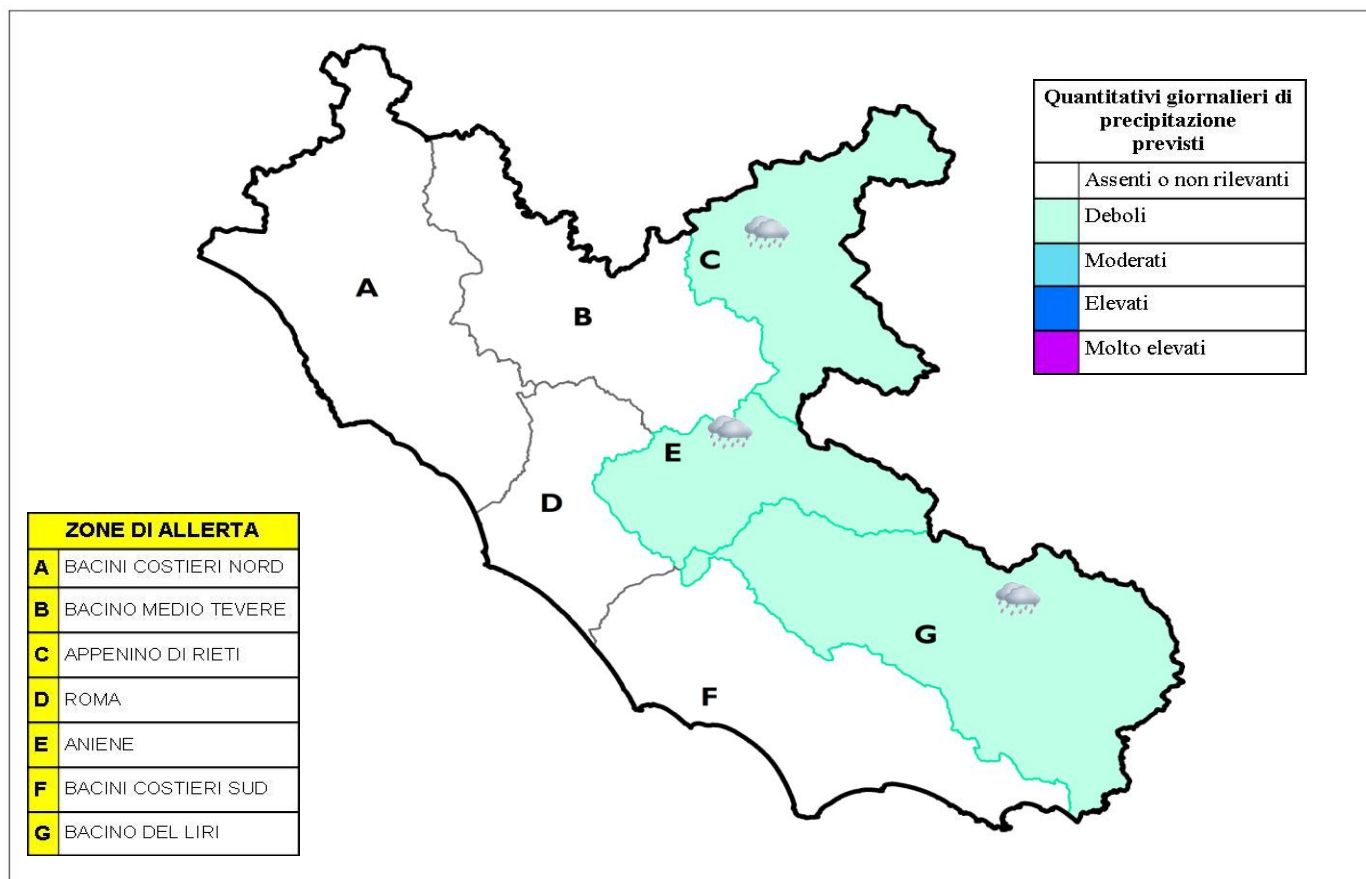 Quantitativi giornalieri di
precipitazione
previsti
Assenti o non rilevanti
Deboli
Moderati
Elevati
Molto elevati
A
B
C
D
E
F
G
ZONE DI ALLERTA
A BACINI COSTIERI NORD
B BACINO MEDIO TEVERE
C APPENINO DI RIETI
D ROMA
E ANIENE
F BACINI COSTIERI SUD
G BACINO DEL LIRI